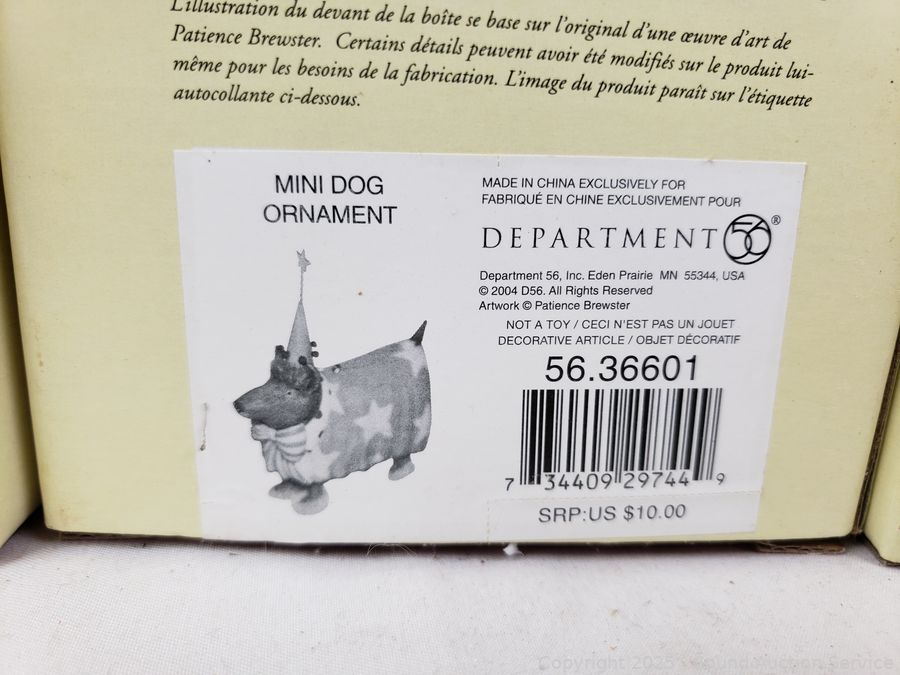 L'illustration du devant de la boîte se base sur l'original d'une œuvre d'art de
Patience Brewster. Certains détails peuvent avoir été modifiés sur le produit lui-
même pour les besoins de la fabrication. L'image du produit paraît sur l'étiquette
autocollante ci-dessous.
MINI DOG
ORNAMENT
MADE IN CHINA EXCLUSIVELY FOR
FABRIQUÉ EN CHINE EXCLUSIVEMENT POUR
DEPARTMENT 56®
Department 56, Inc. Eden Prairie MN 55344, USA
© 2004 D56. All Rights Reserved
Artwork © Patience Brewster
NOT A TOY / CECI N'EST PAS UN JOUET
DECORATIVE ARTICLE / OBJET DÉCORATIF
56.36601
7 34409 29744 9
SRP:US $10.00
Copyright 2025 Auction Service